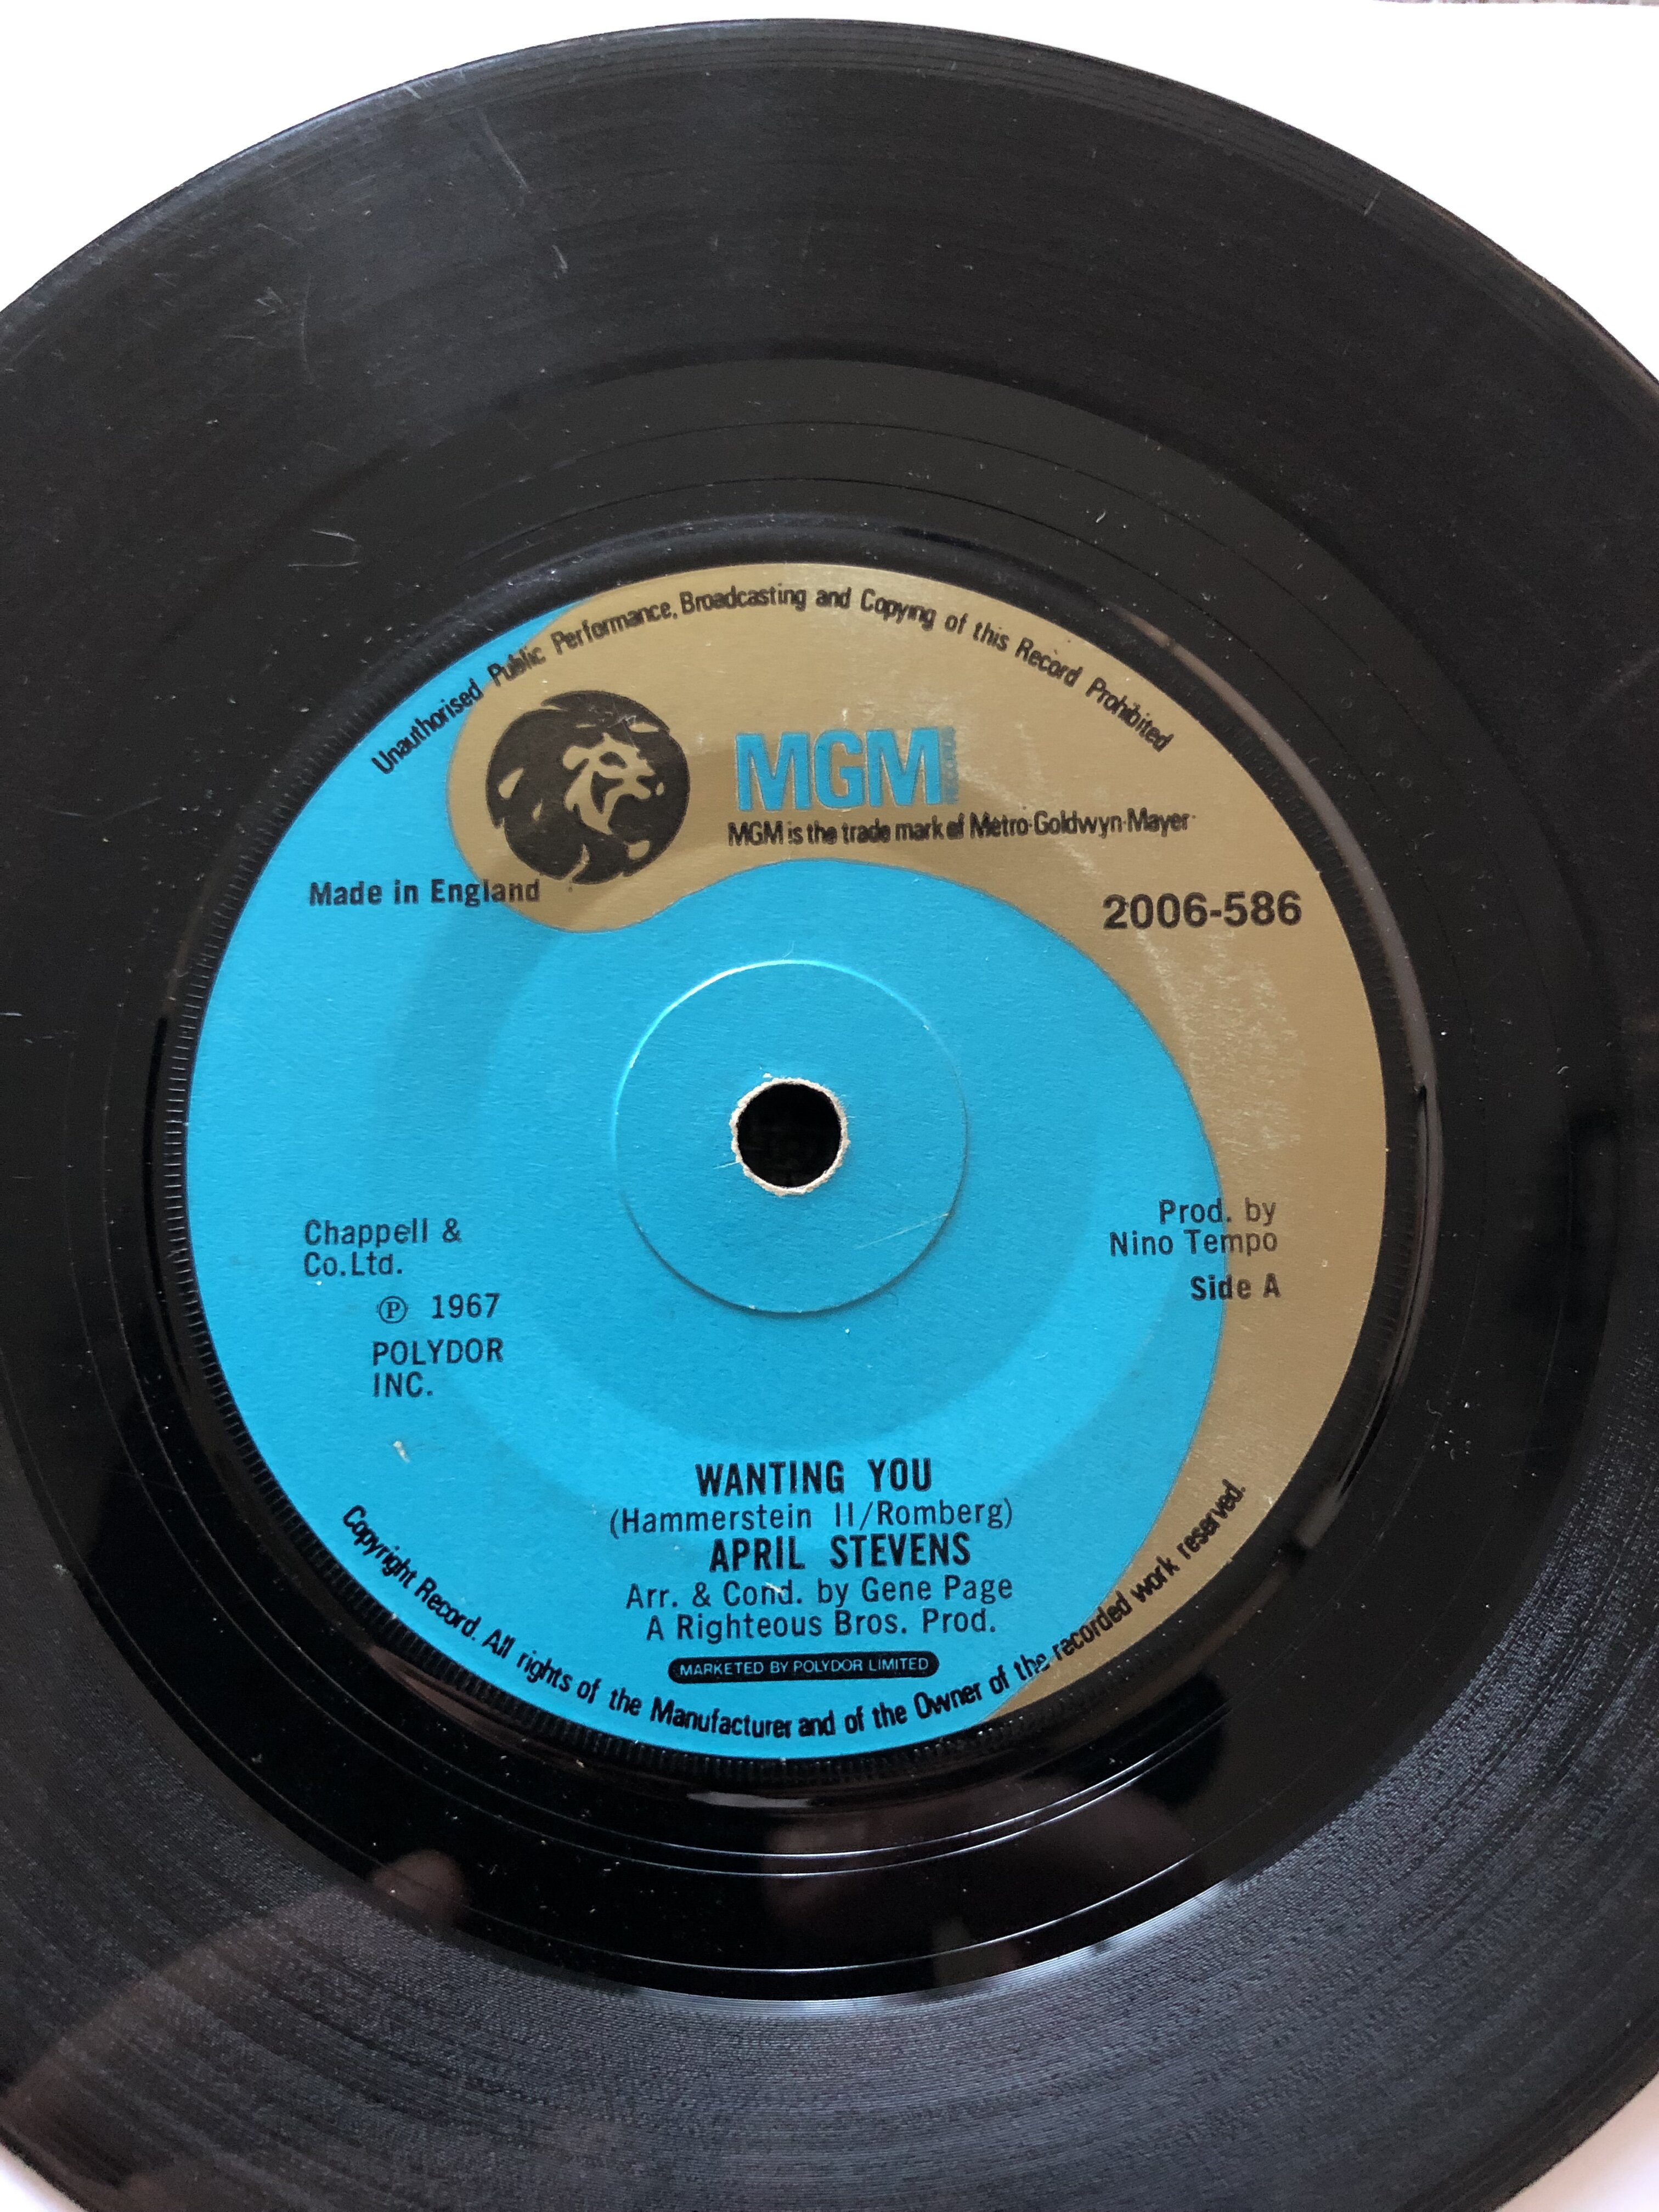 Unauthorised Public Performance, Broadcasting and Copying of this Record Prohibited
MGM RECORDS
MGM is the trade mark of Metro-Goldwyn-Mayer
Made in England
2006-586
Chappell &
Co.Ltd.
℗ 1967
POLYDOR
INC.
Prod. by
Nino Tempo
Side A
WANTING YOU
(Hammerstein II/Romberg)
APRIL STEVENS
Arr. & Cond. by Gene Page
A Righteous Bros. Prod.
MARKETED BY POLYDOR LIMITED
Copyright Record. All rights of the Manufacturer and of the Owner of the recorded work reserved.